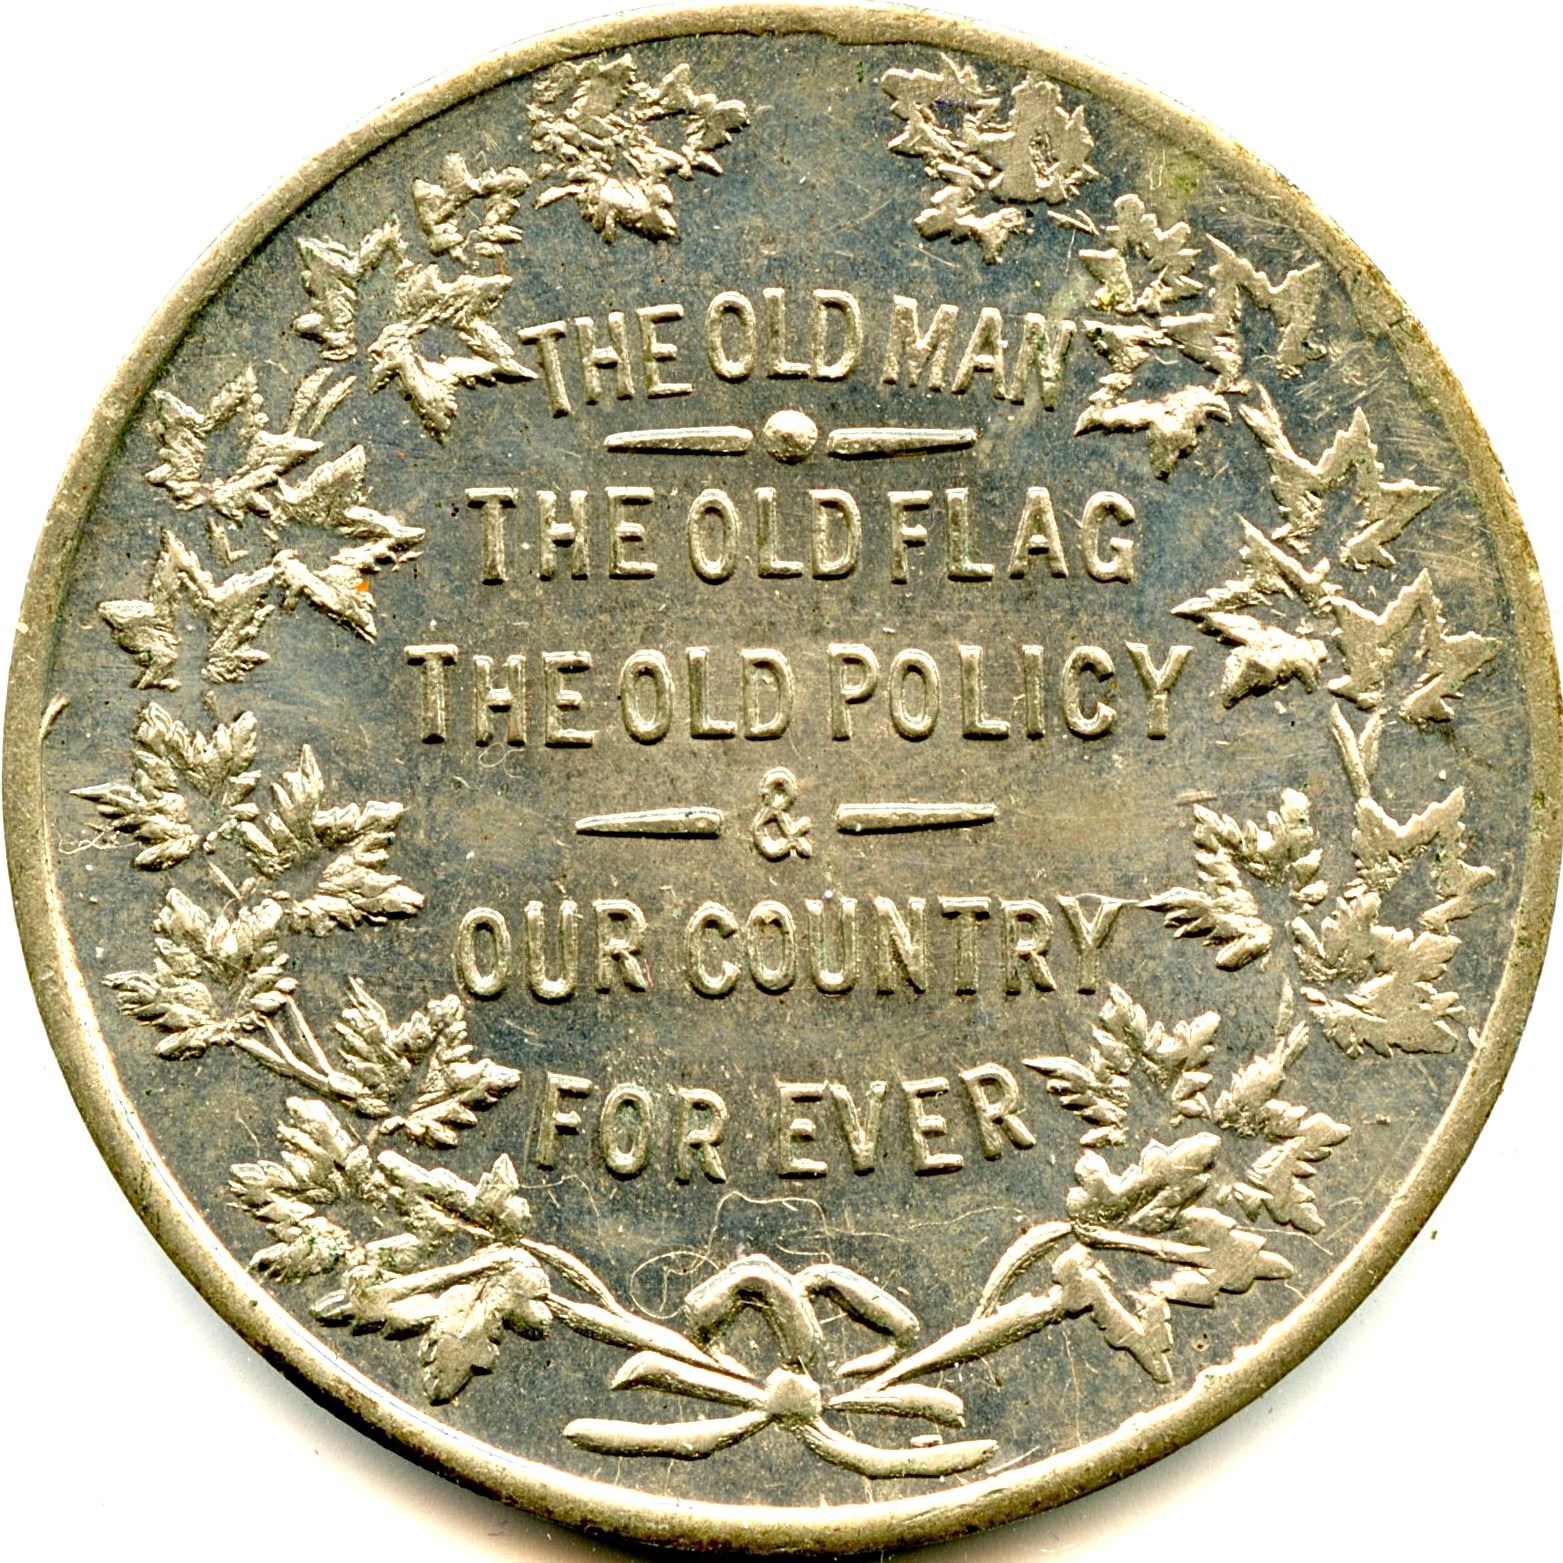 THE OLD MAN
THE OLD FLAG
THE OLD POLICY
&
OUR COUNTRY
FOR EVER